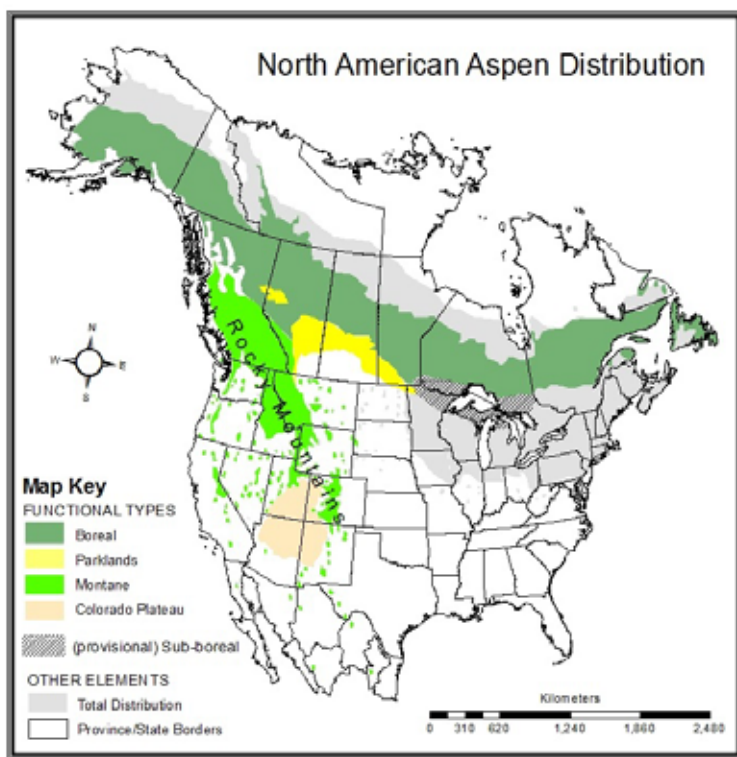 North American Aspen Distribution
N
W E
S
Rocky Mountains
Map Key
FUNCTIONAL TYPES
Boreal
Parklands
Montane
Colorado Plateau
(provisional) Sub-boreal
OTHER ELEMENTS
Total Distribution
Province/State Borders
Kilometers
0 310 620 1,240 1,860 2,480